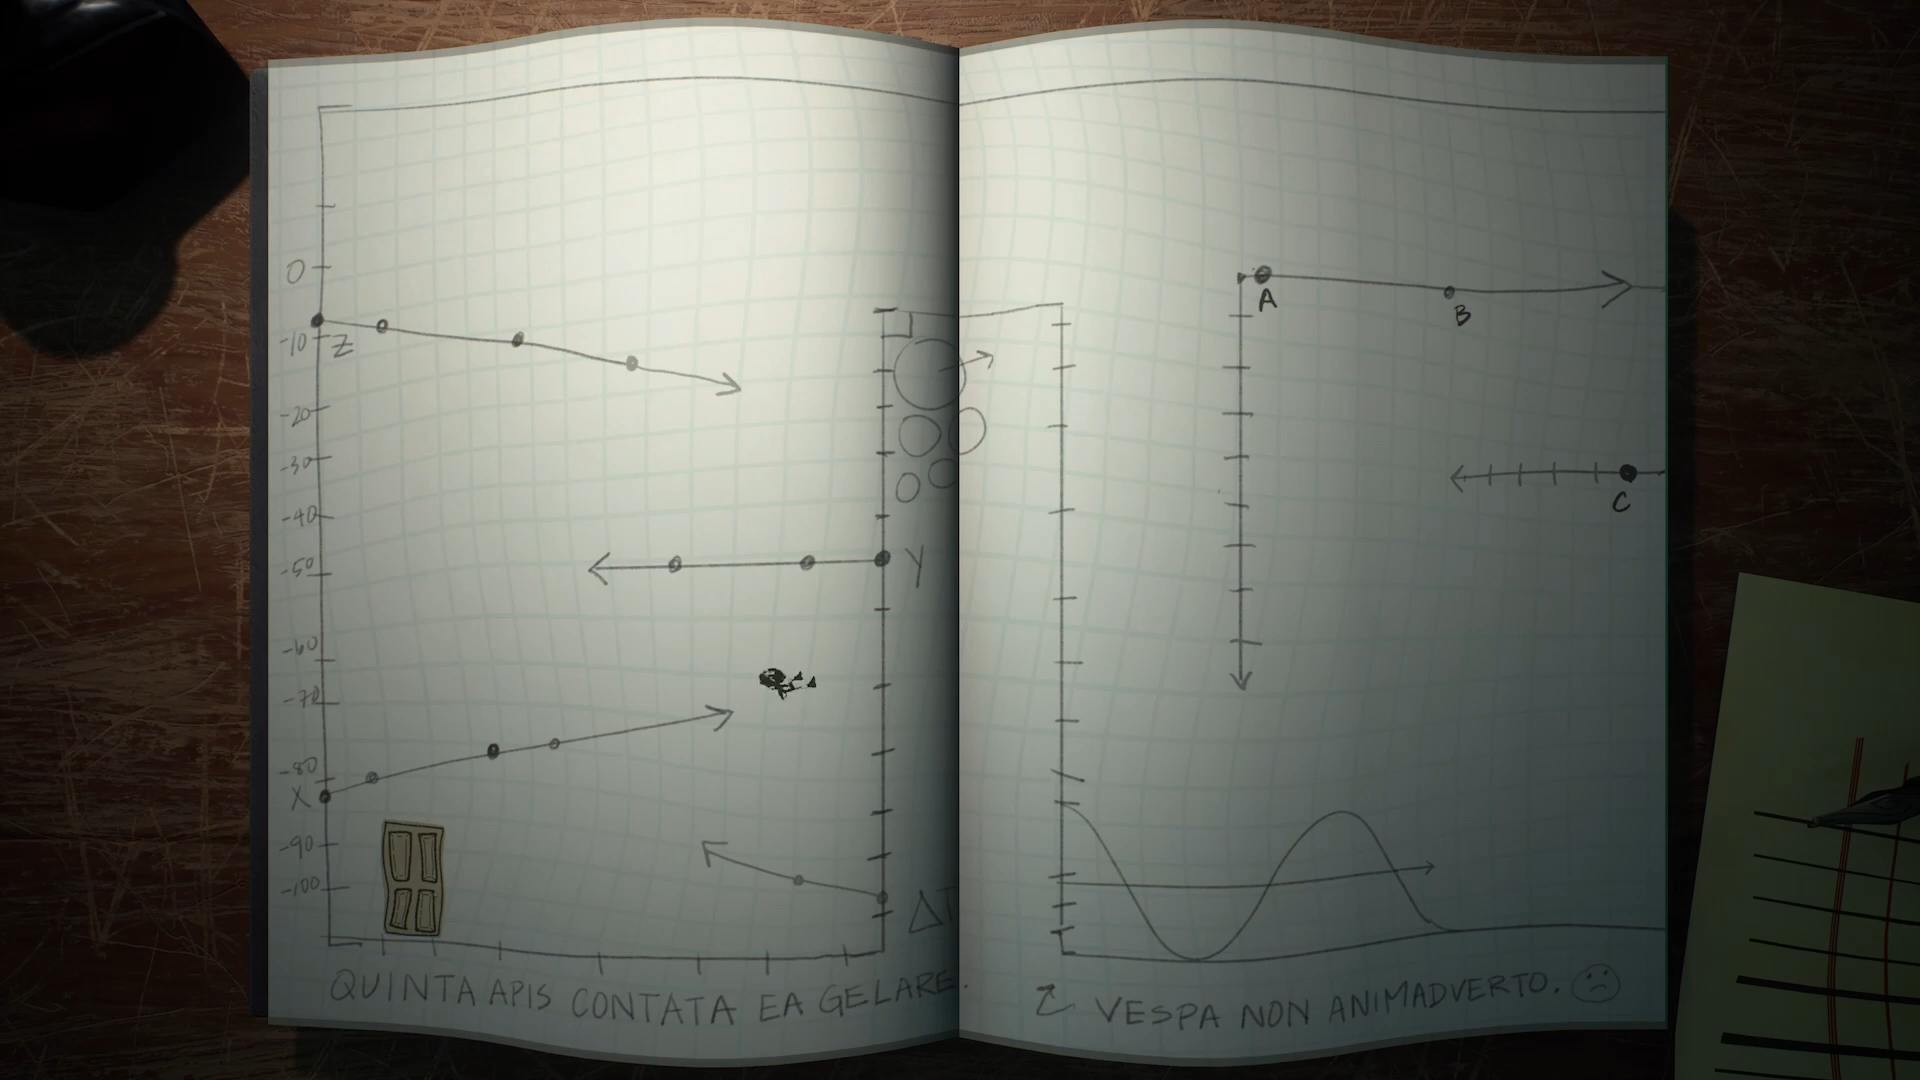 0
-10
Z
-20
-30
-40
-50
Y
-60
-70
-80
X
-90
-100
ΔT
A
B
C
QUINTA APIS CONTATA EA GELARE.
Z VESPA NON ANIMADVERTO.